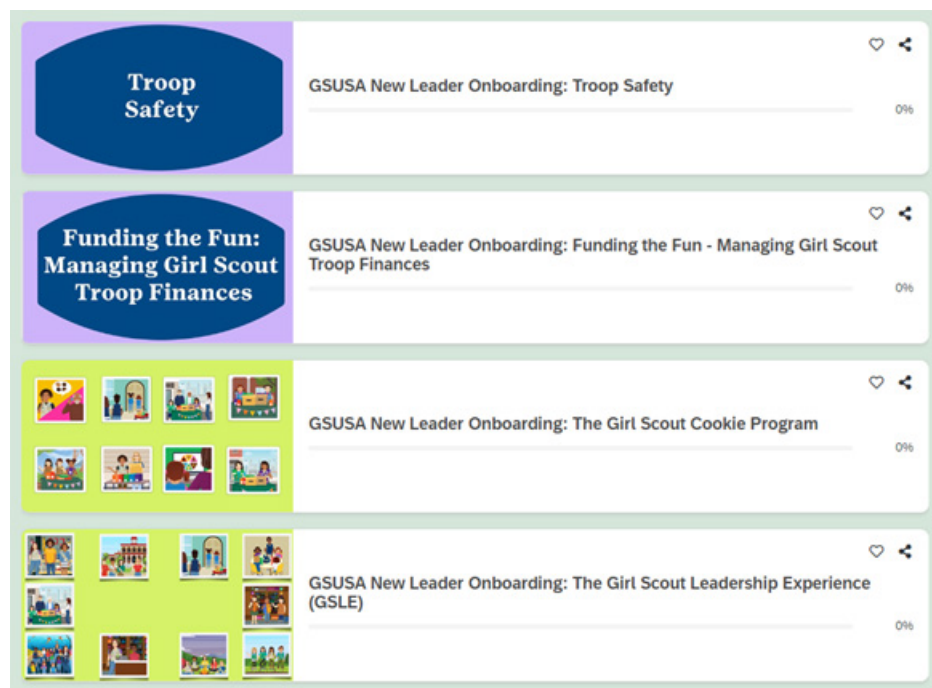 Troop
Safety
GSUSA New Leader Onboarding: Troop Safety
0%
Funding the Fun:
Managing Girl Scout
Troop Finances
GSUSA New Leader Onboarding: Funding the Fun - Managing Girl Scout
Troop Finances
0%
GSUSA New Leader Onboarding: The Girl Scout Cookie Program
0%
GSUSA New Leader Onboarding: The Girl Scout Leadership Experience
(GSLE)
0%